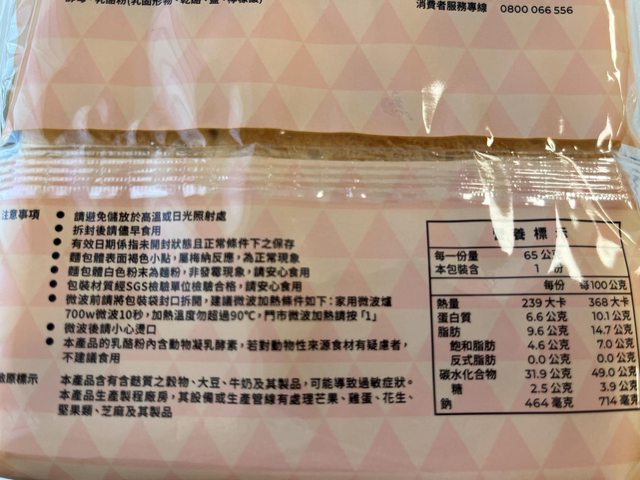 消費者服務專線 0800 066 556
注意事項
● 請避免儲放於高溫或日光照射處
● 拆封後請儘早食用
● 有效日期係指未開封狀態且正常條件下之保存
● 麵包體表面褐色小點，屬梅納反應，為正常現象
● 麵包體白色粉末為麵粉，非發霉現象，請安心食用
● 包裝材質經SGS檢驗單位檢驗合格，請安心食用
● 微波前請將包裝袋封口拆開，建議微波加熱條件如下：家用微波爐
700w微波10秒，加熱溫度勿超過90℃，門市微波加熱請按「1」
● 微波後請小心燙口
● 本產品的乳酪粉內含動物凝乳酵素，若對動物性來源食材有疑慮者，
不建議食用
敏原標示 本產品含有含麩質之穀物、大豆、牛奶及其製品，可能導致過敏症狀。
本產品生產製程廠房，其設備或生產管線有處理芒果、雞蛋、花生、
堅果類、芝麻及其製品
養標示
每一份量 65 公克
本包裝含 1 份
每份 每100公克
熱量 239 大卡 368 大卡
蛋白質 6.6 公克 10.1 公克
脂肪 9.6 公克 14.7 公克
飽和脂肪 4.6 公克 7.0 公克
反式脂肪 0.0 公克 0.0 公克
碳水化合物 31.9 公克 49.0 公克
糖 2.5 公克 3.9 公克
鈉 464 毫克 714 毫克